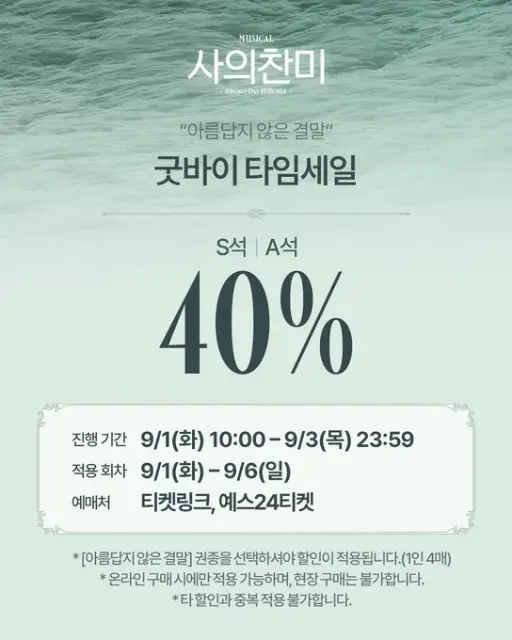 MUSICAL
사의찬미
"아름답지 않은 결말"
굿바이 타임세일
S석 | A석
40%
진행 기간 9/1(화) 10:00 – 9/3(목) 23:59
적용 회차 9/1(화) – 9/6(일)
예매처 티켓링크, 예스24티켓
* [아름답지 않은 결말] 권종을 선택하셔야 할인이 적용됩니다.(1인 4매)
* 온라인 구매 시에만 적용 가능하며, 현장 구매는 불가합니다.
* 타 할인과 중복 적용 불가합니다.